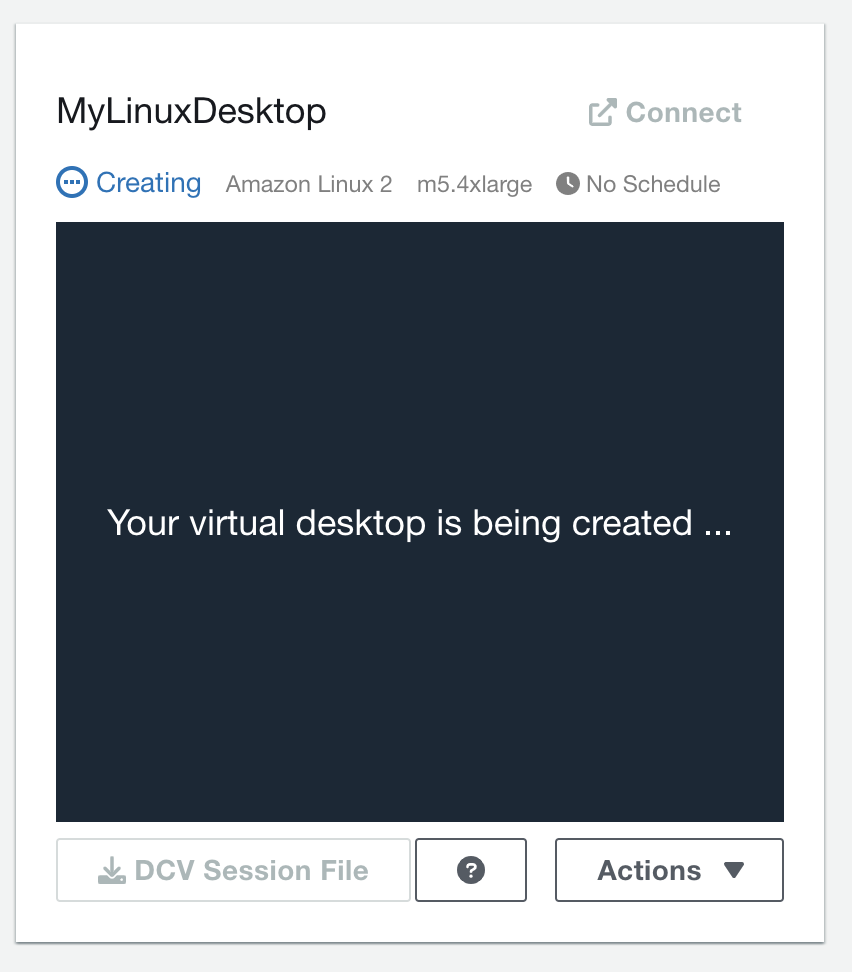 MyLinuxDesktop Connect
Creating Amazon Linux 2 m5.4xlarge No Schedule
Your virtual desktop is being created ...
DCV Session File ? Actions